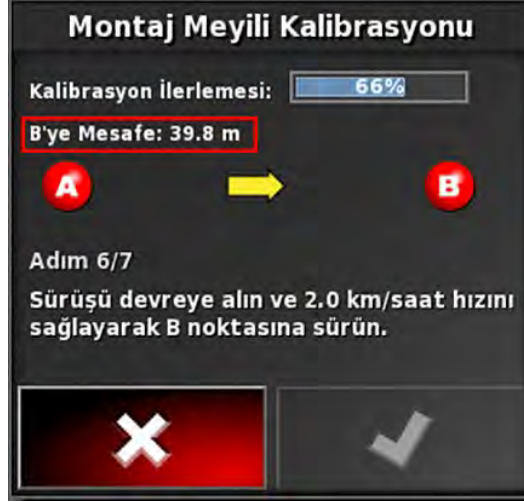 Montaj Meyili Kalibrasyonu
Kalibrasyon İlerlemesi: 66%
B'ye Mesafe: 39.8 m
A B
Adım 6/7
Sürüşü devreye alın ve 2.0 km/saat hızını
sağlayarak B noktasına sürün.